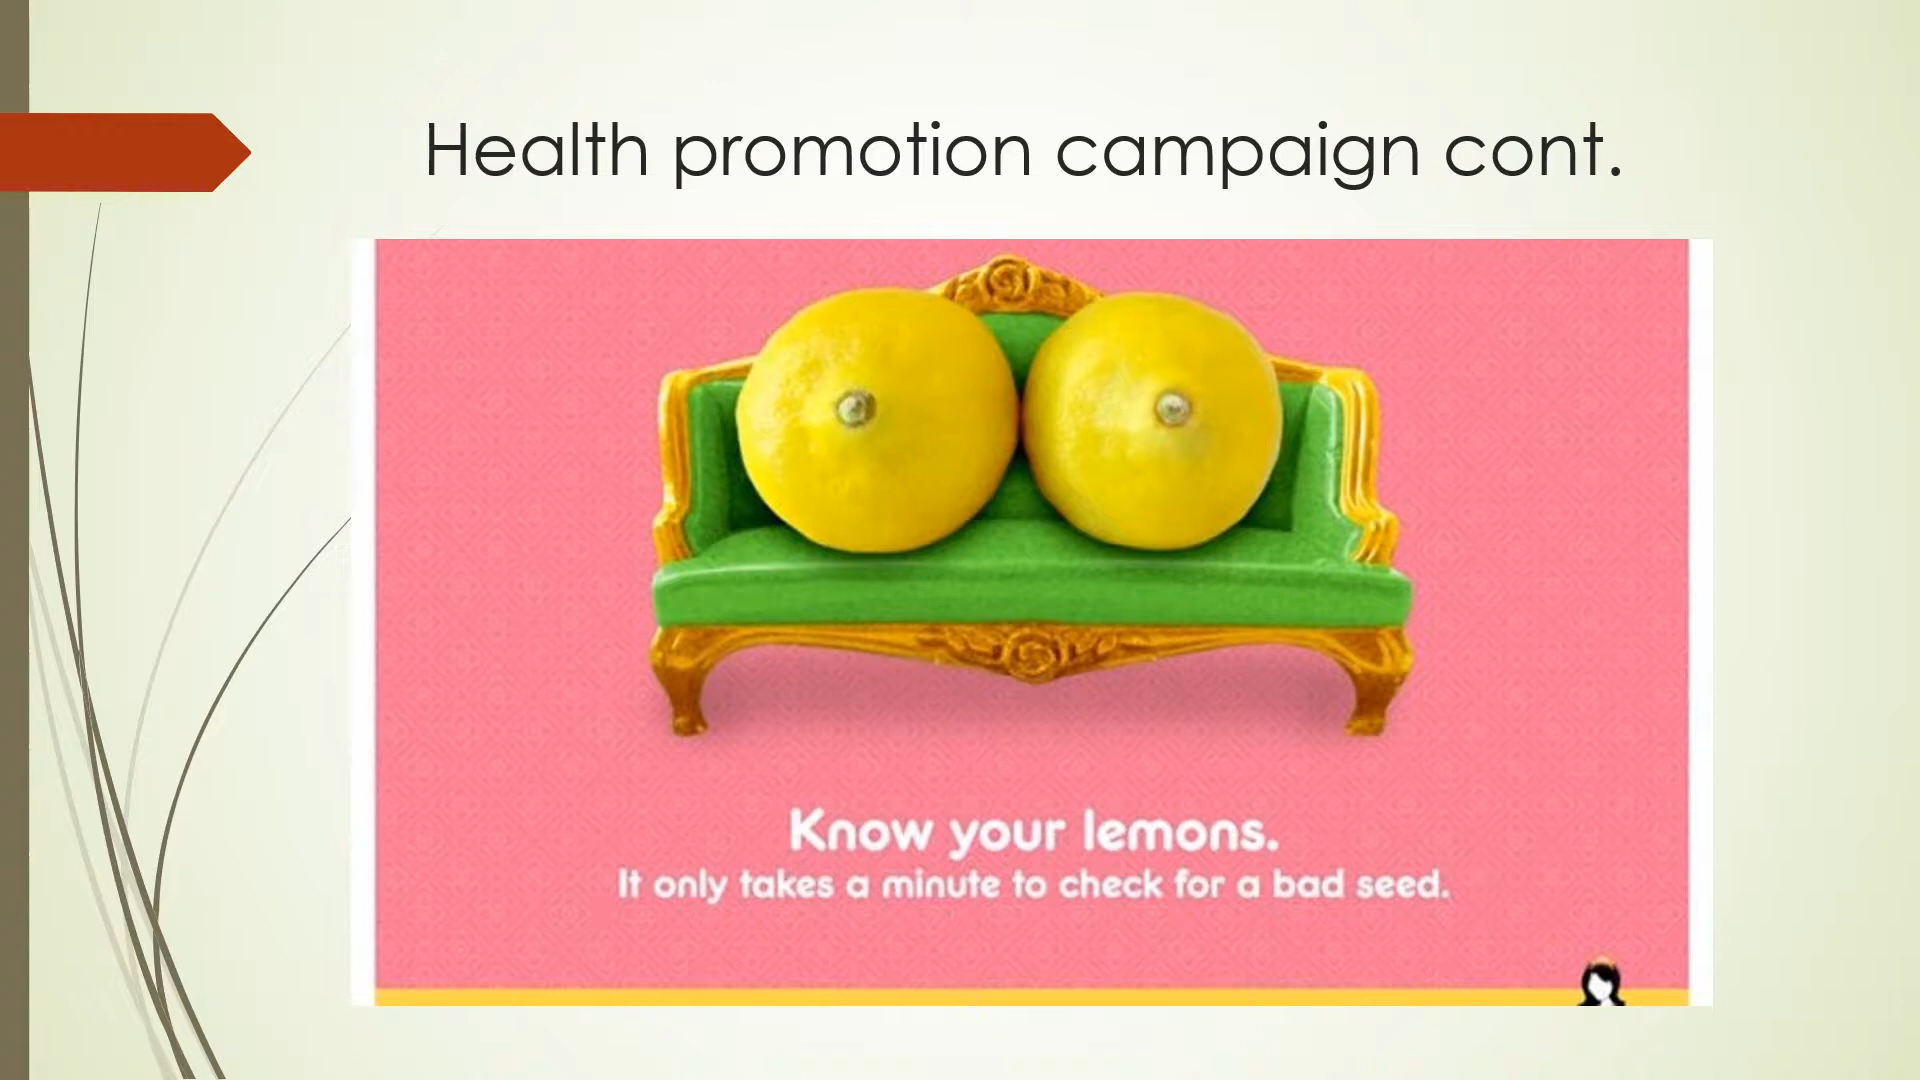 Health promotion campaign cont.
Know your lemons.
It only takes a minute to check for a bad seed.